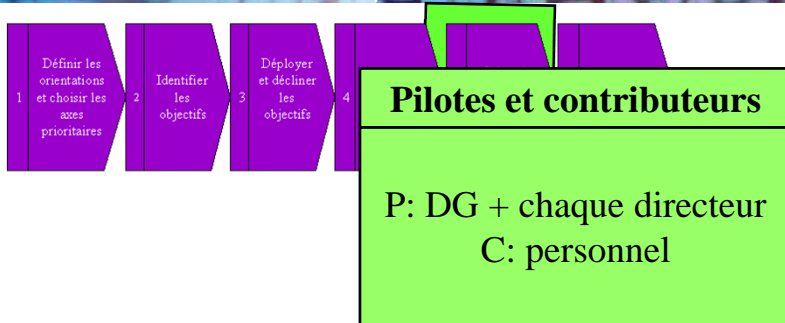 1
Définir les
orientations
et choisir les
axes
prioritaires
2
Identifier
les
objectifs
3
Déployer
et décliner
les
objectifs
4
Pilotes et contributeurs
P: DG + chaque directeur
C: personnel